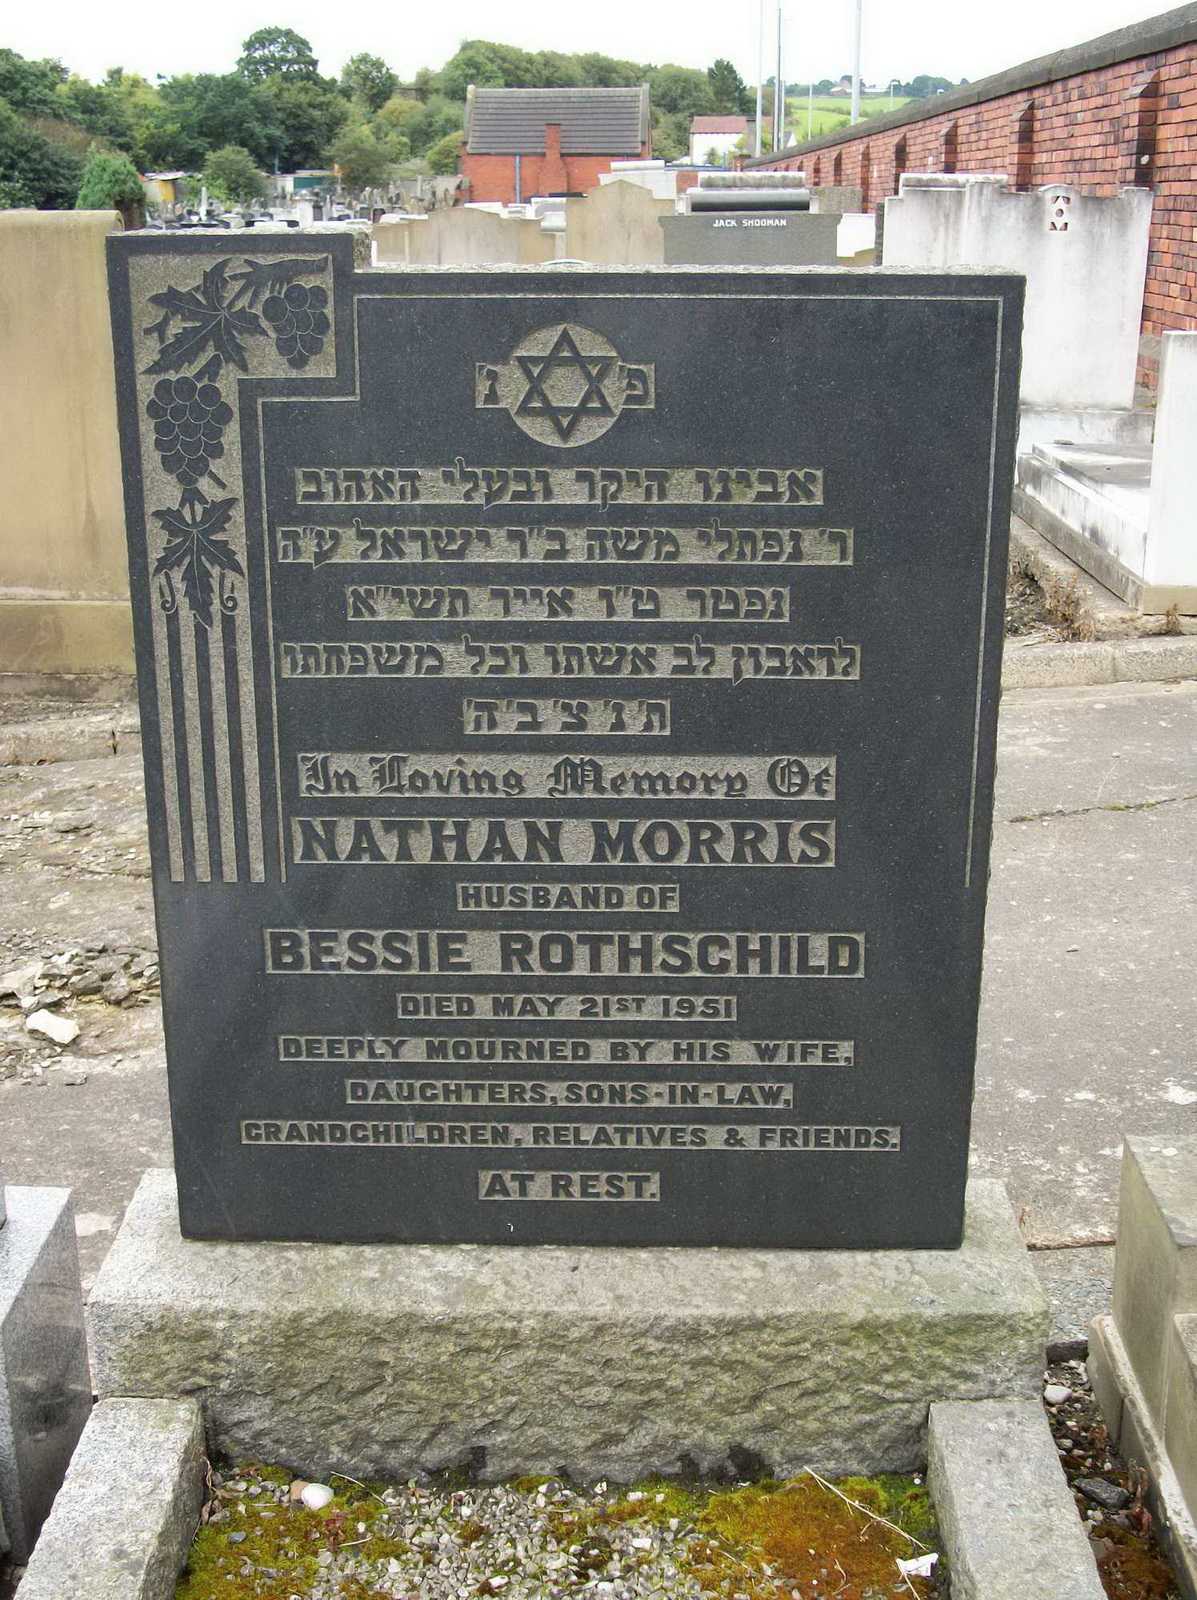 JACK SHOOMAN
פ' נ'
אבינו היקר ובעלי האהוב
ר' נפתלי משה ב"ר ישראל ע"ה
נפטר ט"ו אייר תשי"א
לדאבון לב אשתו וכל משפחתו
ת' נ' צ' ב' ה'
In Loving Memory Of
NATHAN MORRIS
HUSBAND OF
BESSIE ROTHSCHILD
DIED MAY 21ST 1951
DEEPLY MOURNED BY HIS WIFE,
DAUGHTERS, SONS-IN-LAW,
GRANDCHILDREN, RELATIVES & FRIENDS.
AT REST.